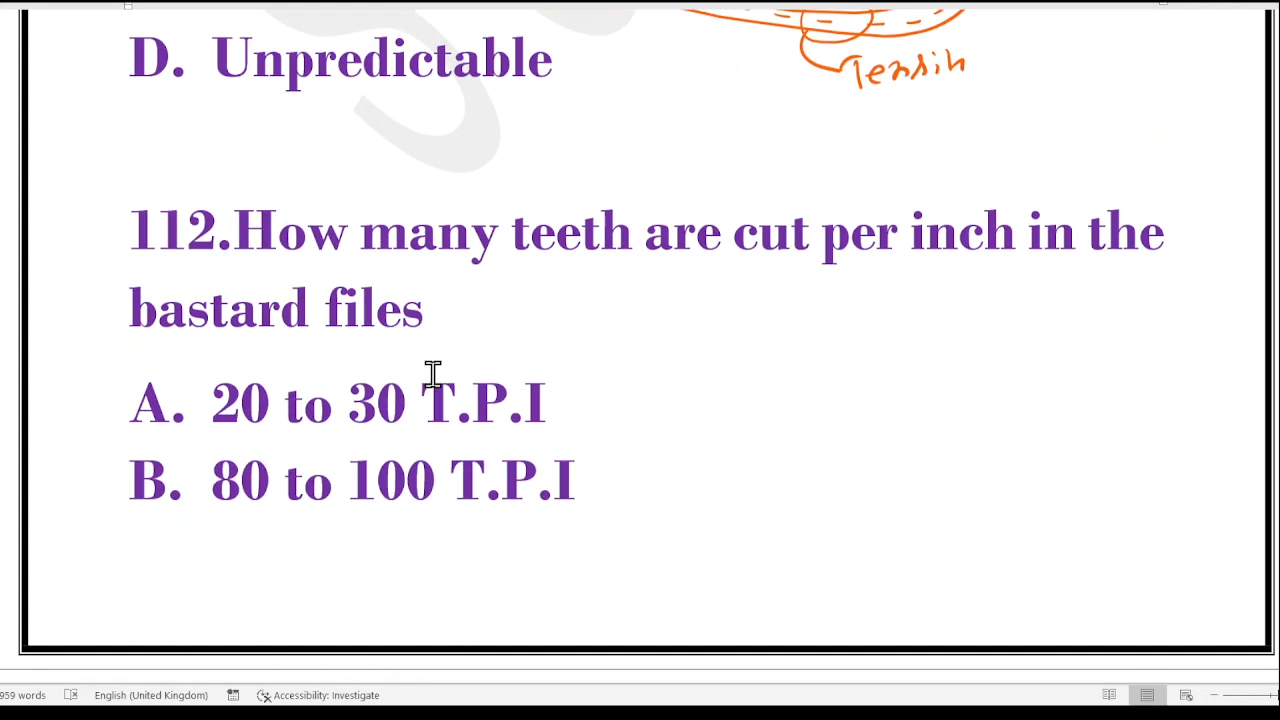 D. Unpredictable
Tensin
112.How many teeth are cut per inch in the
bastard files
A. 20 to 30 T.P.I
B. 80 to 100 T.P.I
959 words English (United Kingdom) Accessibility: Investigate